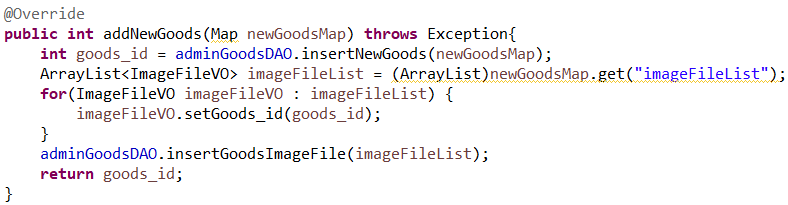 @Override
public int addNewGoods(Map newGoodsMap) throws Exception{
    int goods_id = adminGoodsDAO.insertNewGoods(newGoodsMap);
    ArrayList<ImageFileVO> imageFileList = (ArrayList)newGoodsMap.get("imageFileList");
    for(ImageFileVO imageFileVO : imageFileList) {
        imageFileVO.setGoods_id(goods_id);
    }
    adminGoodsDAO.insertGoodsImageFile(imageFileList);
    return goods_id;
}